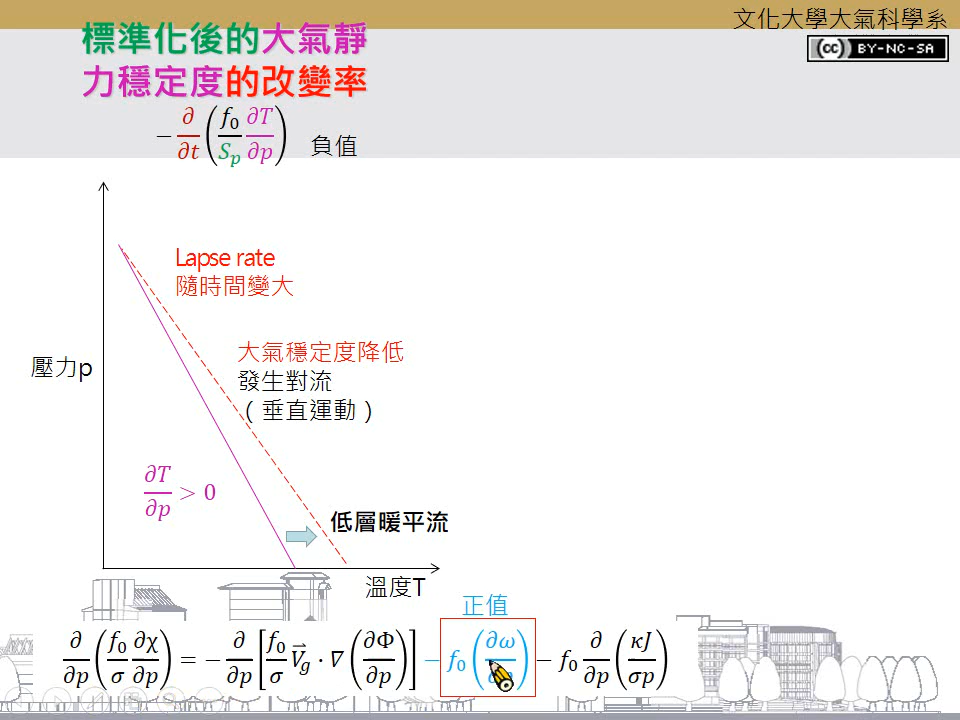 文化大學大氣科學系
(cc) BY-NC-SA
標準化後的大氣靜
力穩定度的改變率
−∂/∂t (f₀/Sₚ ∂T/∂p) 負值
Lapse rate
隨時間變大
大氣穩定度降低
發生對流
(垂直運動)
壓力p
∂T/∂p > 0
低層暖平流
溫度T
正值
∂/∂p (f₀/σ ∂χ/∂p) = −∂/∂p [f₀/σ V⃗g · ∇ (∂Φ/∂p)] − f₀ (∂ω/) − f₀ ∂/∂p (κJ/σp)